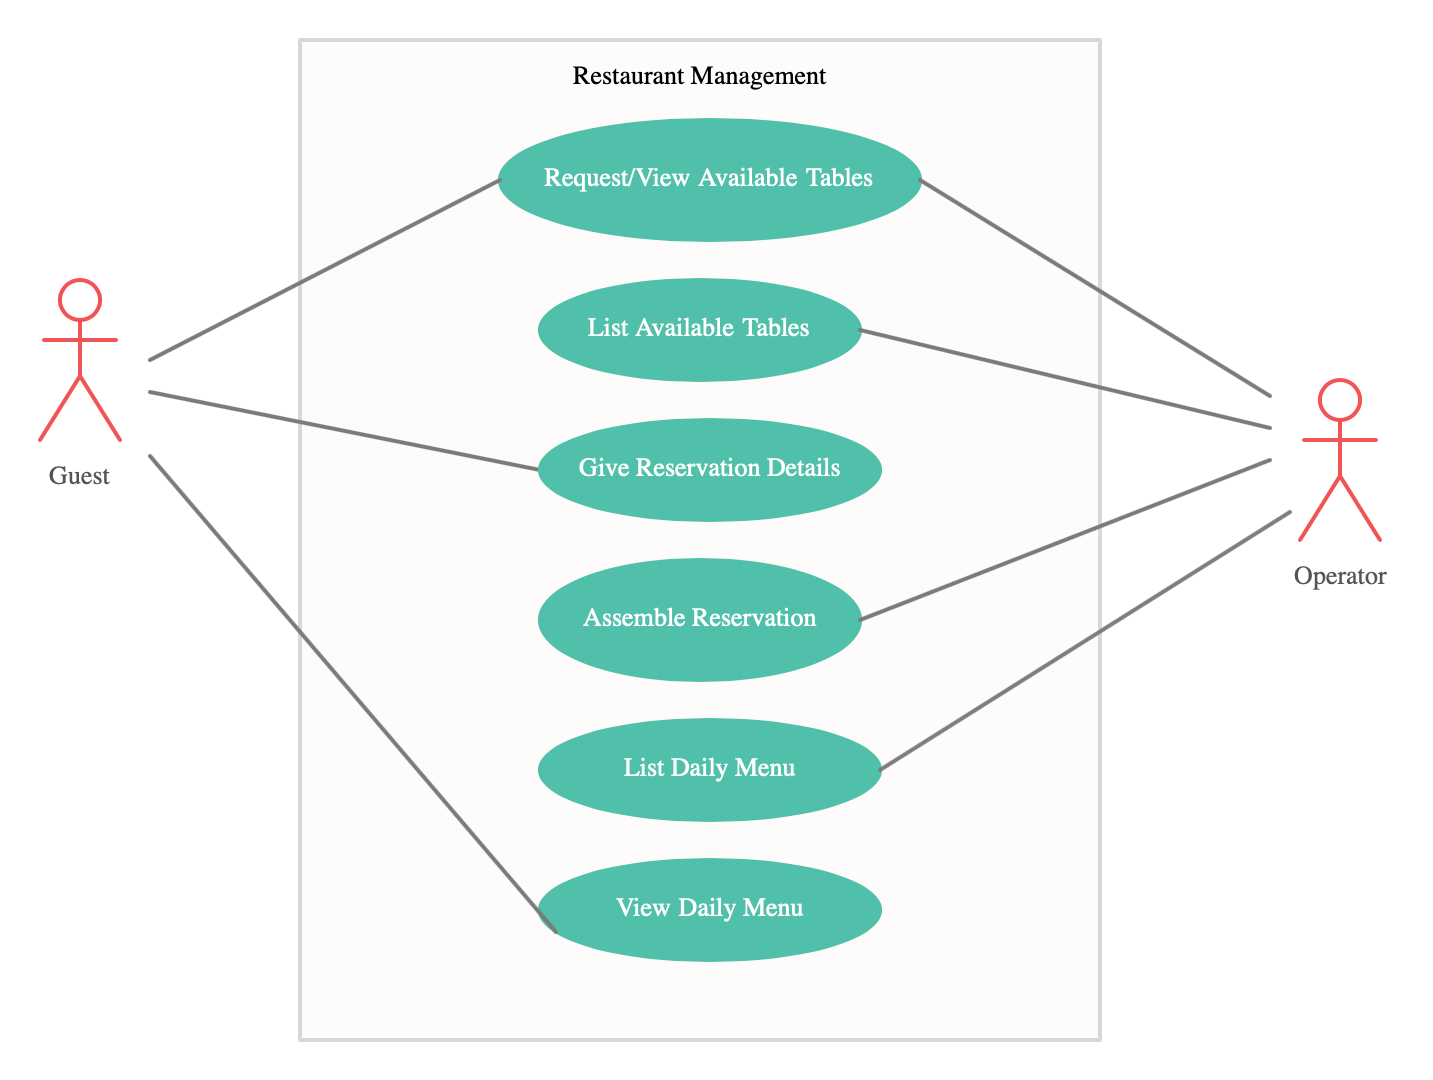 Restaurant Management
Request/View Available Tables
List Available Tables
Give Reservation Details
Guest
Operator
Assemble Reservation
List Daily Menu
View Daily Menu